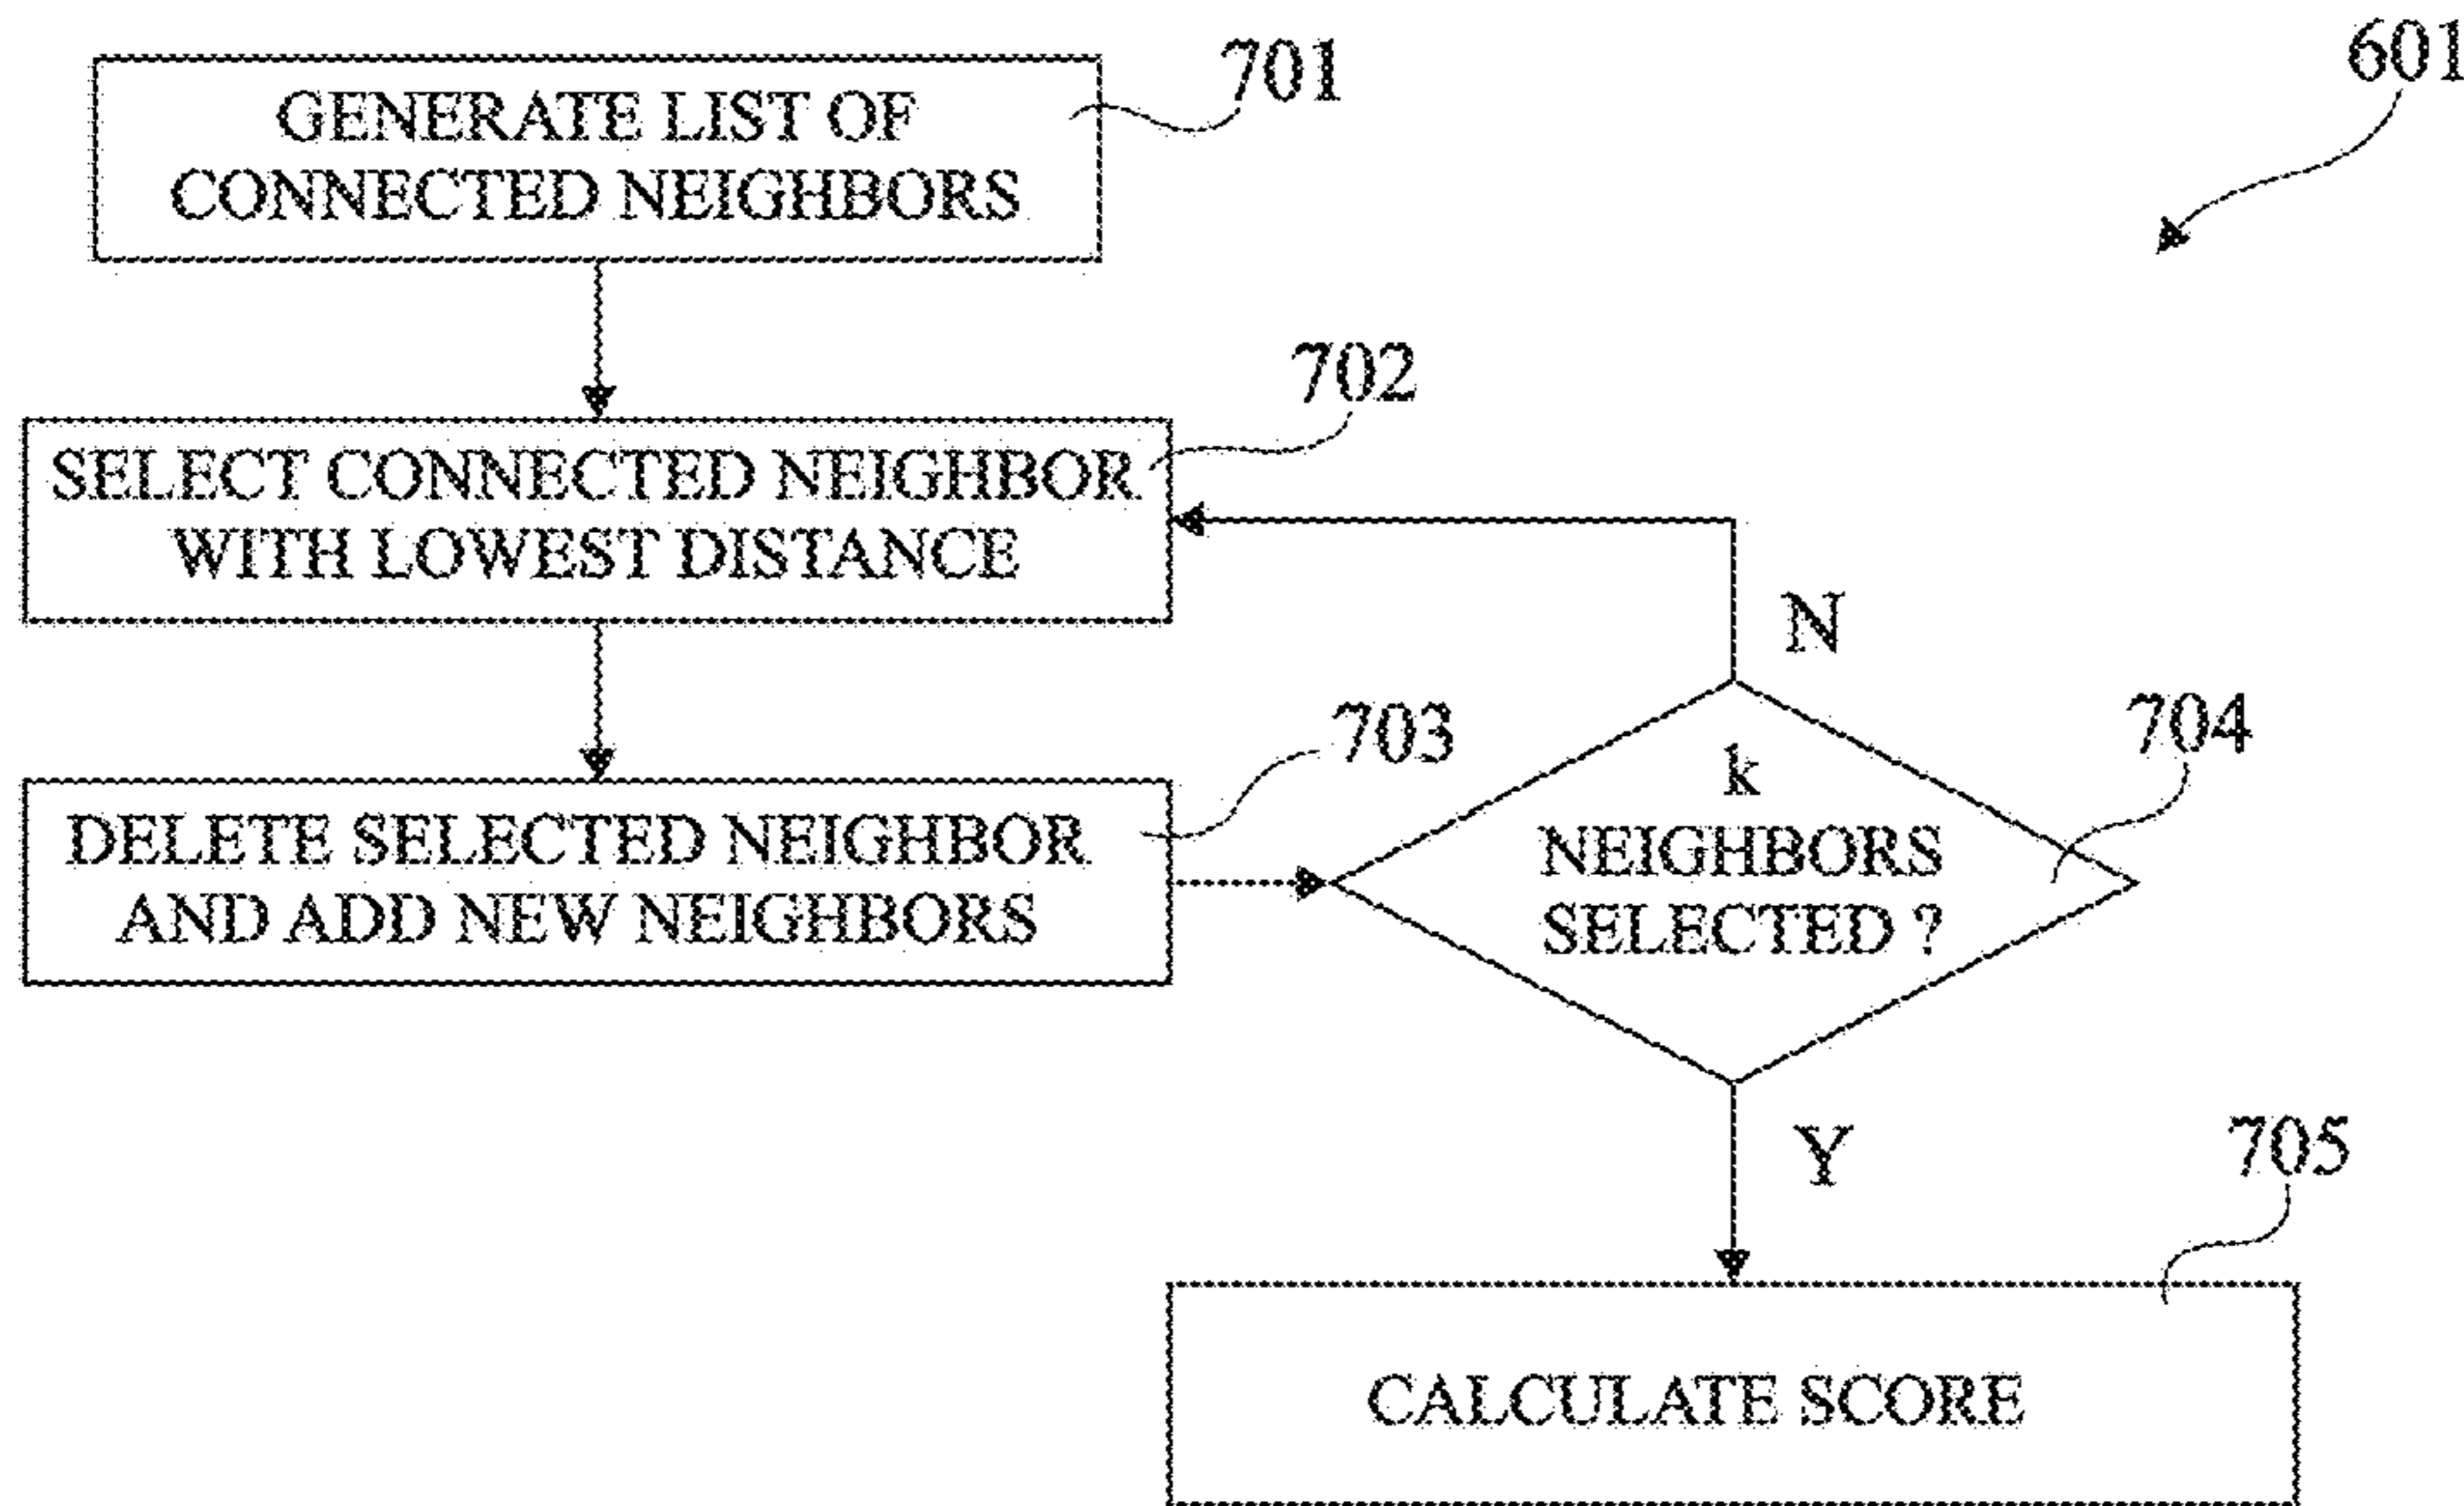 601
701
GENERATE LIST OF
CONNECTED NEIGHBORS
702
SELECT CONNECTED NEIGHBOR
WITH LOWEST DISTANCE
N
703
DELETE SELECTED NEIGHBOR
AND ADD NEW NEIGHBORS
704
k
NEIGHBORS
SELECTED ?
Y
705
CALCULATE SCORE